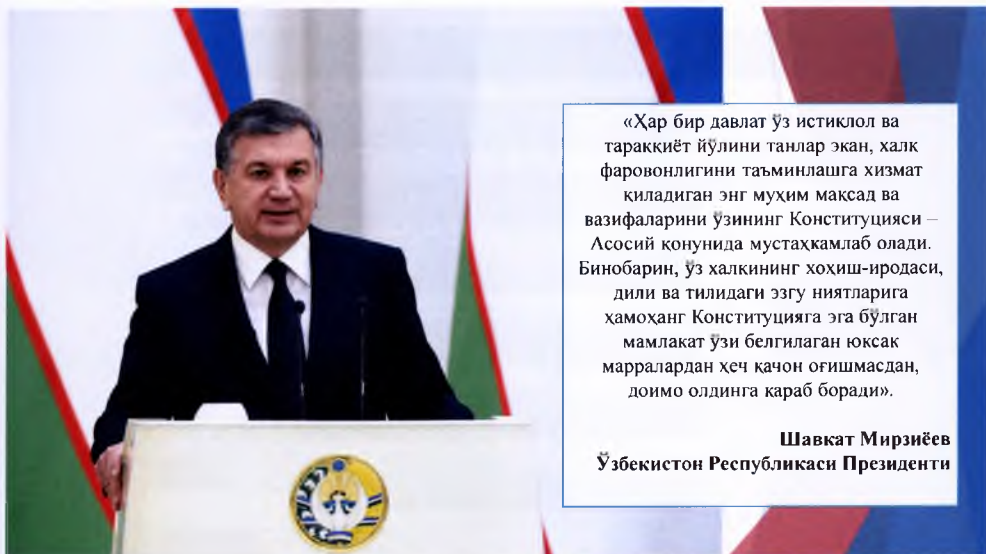 «Ҳар бир давлат ўз истиқлол ва
тараққиёт йўлини танлар экан, халқ
фаровонлигини таъминлашга хизмат
қиладиган энг муҳим мақсад ва
вазифаларини ўзининг Конституцияси –
Асосий қонунида мустаҳкамлаб олади.
Бинобарин, ўз халқининг хоҳиш-иродаси,
дили ва тилидаги эзгу ниятларига
ҳамоҳанг Конституцияга эга бўлган
мамлакат ўзи белгилаган юксак
марралардан ҳеч қачон оғишмасдан,
доимо олдинга қараб боради».
Шавкат Мирзиёев
Ўзбекистон Республикаси Президенти